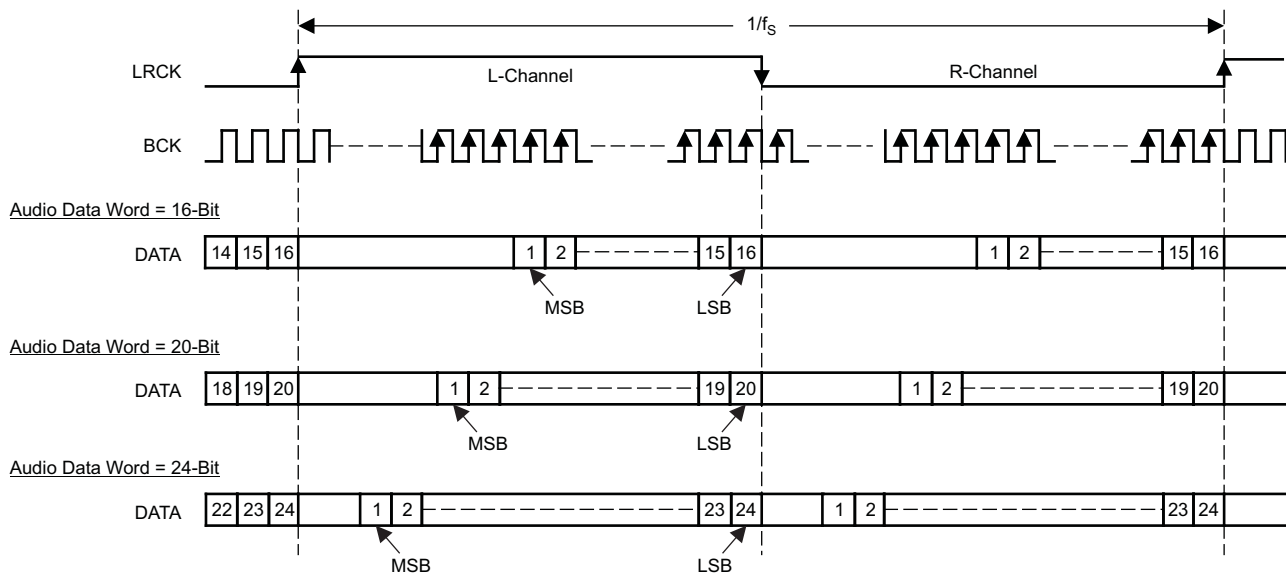 1/fS
LRCK L-Channel R-Channel
BCK
Audio Data Word = 16-Bit
DATA 14 15 16 1 2 15 16 1 2 15 16
MSB LSB
Audio Data Word = 20-Bit
DATA 18 19 20 1 2 19 20 1 2 19 20
MSB LSB
Audio Data Word = 24-Bit
DATA 22 23 24 1 2 23 24 1 2 23 24
MSB LSB